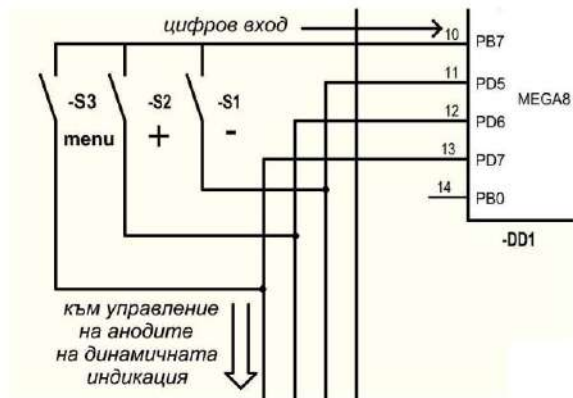 цифров вход
10 PB7
11 PD5
MEGA8
-S3 -S2 -S1
menu + -
12 PD6
13 PD7
14 PB0
-DD1
към управление
на анодите
на динамичната
индикация